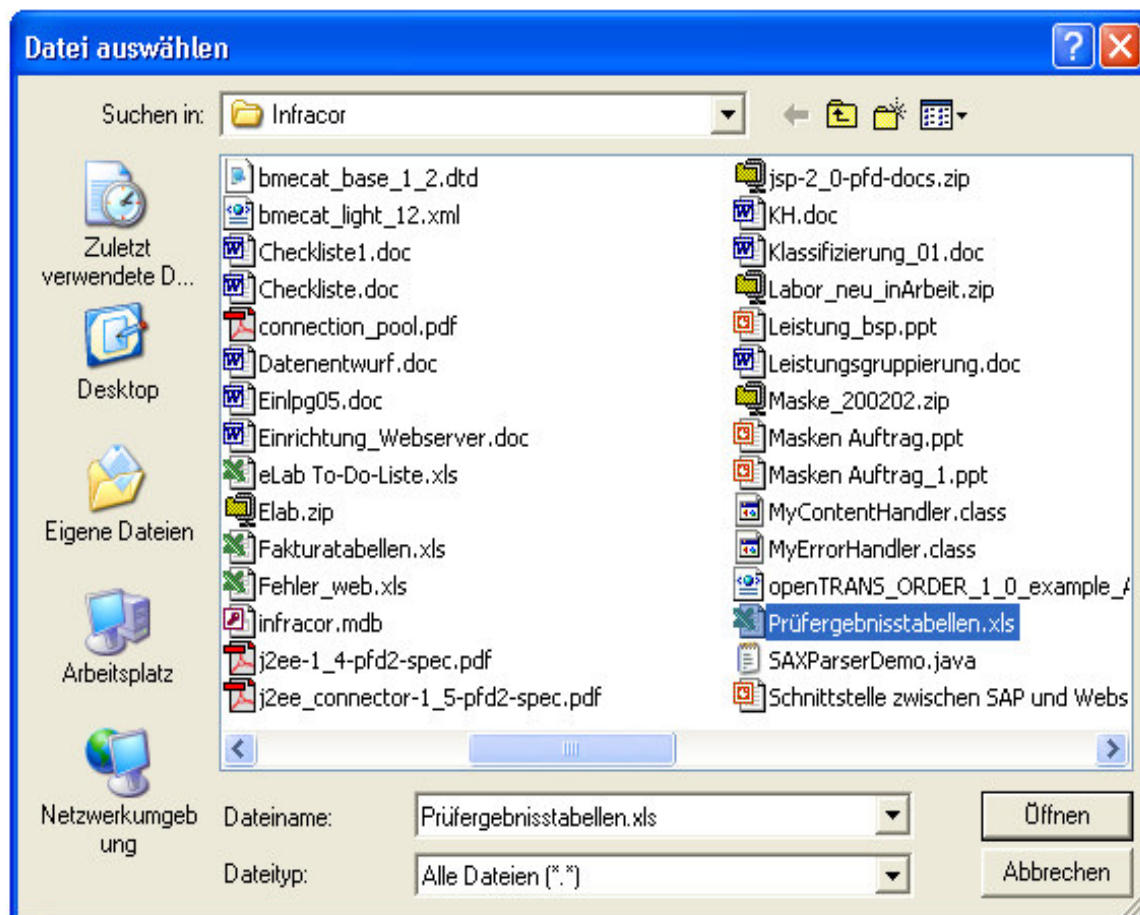 Datei auswählen
Suchen in:
Infracor
Zuletzt
verwendete D...
Desktop
Eigene Dateien
Arbeitsplatz
Netzwerkumgeb
ung
bmecat_base_1_2.dtd
bmecat_light_12.xml
Checkliste1.doc
Checkliste.doc
connection_pool.pdf
Datenentwurf.doc
Einlpg05.doc
Einrichtung_Webserver.doc
eLab To-Do-Liste.xls
Elab.zip
Fakturatabellen.xls
Fehler_web.xls
infracor.mdb
j2ee-1_4-pfd2-spec.pdf
j2ee_connector-1_5-pfd2-spec.pdf
jsp-2_0-pfd-docs.zip
KH.doc
Klassifizierung_01.doc
Labor_neu_inArbeit.zip
Leistung_bsp.ppt
Leistungsgruppierung.doc
Maske_200202.zip
Masken Auftrag.ppt
Masken Auftrag_1.ppt
MyContentHandler.class
MyErrorHandler.class
openTRANS_ORDER_1_0_example_A
Prüfergebnisstabellen.xls
SAXParserDemo.java
Schnittstelle zwischen SAP und Webs
Dateiname:
Prüfergebnisstabellen.xls
Öffnen
Dateityp:
Alle Dateien (*.*)
Abbrechen